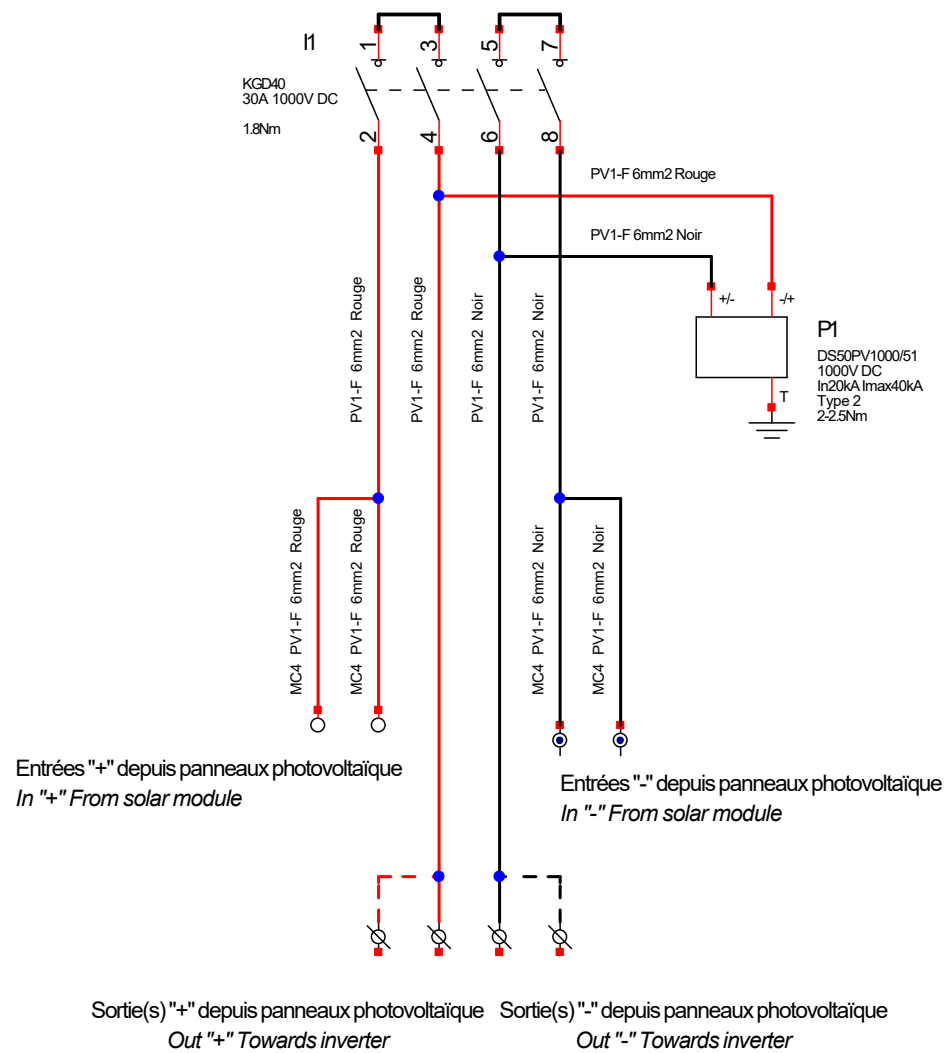 I1
1
3
5
7
KGD40
30A 1000V DC
1.8Nm
2
4
6
8
PV1-F 6mm2 Rouge
PV1-F 6mm2 Noir
+/-
-/+
P1
DS50PV1000/51
1000V DC
In20kA Imax40kA
Type 2
2-2.5Nm
T
PV1-F 6mm2 Rouge
PV1-F 6mm2 Rouge
PV1-F 6mm2 Noir
PV1-F 6mm2 Noir
MC4 PV1-F 6mm2 Rouge
MC4 PV1-F 6mm2 Rouge
MC4 PV1-F 6mm2 Noir
MC4 PV1-F 6mm2 Noir
Entrées "+" depuis panneaux photovoltaïque
In "+" From solar module
Entrées "-" depuis panneaux photovoltaïque
In "-" From solar module
Sortie(s) "+" depuis panneaux photovoltaïque
Out "+" Towards inverter
Sortie(s) "-" depuis panneaux photovoltaïque
Out "-" Towards inverter